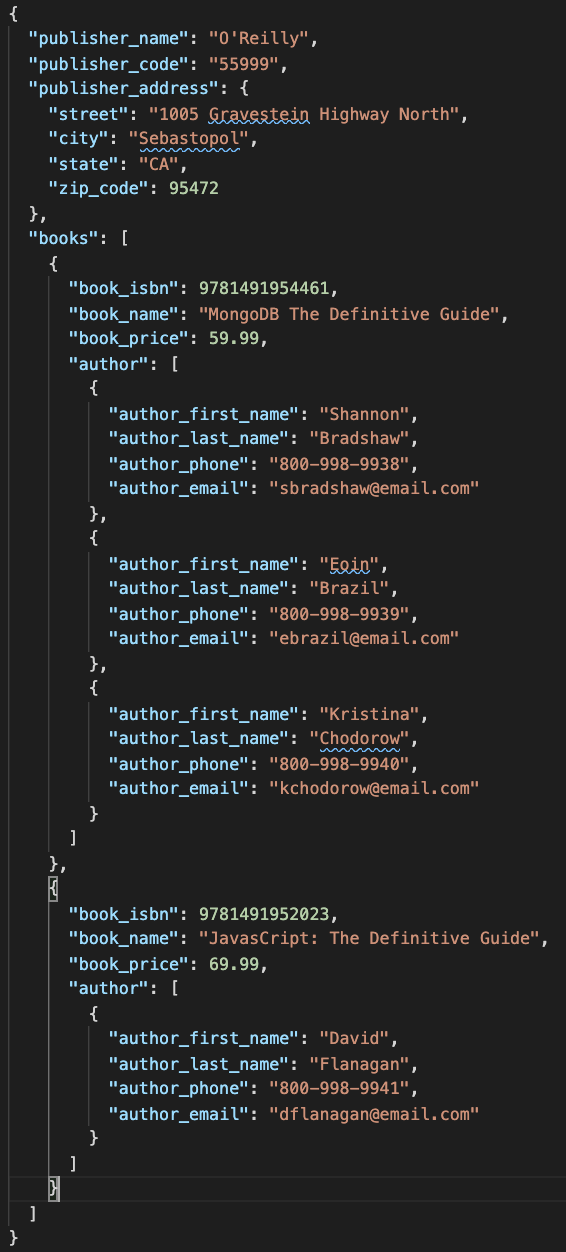 {
  "publisher_name": "O'Reilly",
  "publisher_code": "55999",
  "publisher_address": {
    "street": "1005 Gravestein Highway North",
    "city": "Sebastopol",
    "state": "CA",
    "zip_code": 95472
  },
  "books": [
    {
      "book_isbn": 9781491954461,
      "book_name": "MongoDB The Definitive Guide",
      "book_price": 59.99,
      "author": [
        {
          "author_first_name": "Shannon",
          "author_last_name": "Bradshaw",
          "author_phone": "800-998-9938",
          "author_email": "sbradshaw@email.com"
        },
        {
          "author_first_name": "Eoin",
          "author_last_name": "Brazil",
          "author_phone": "800-998-9939",
          "author_email": "ebrazil@email.com"
        },
        {
          "author_first_name": "Kristina",
          "author_last_name": "Chodorow",
          "author_phone": "800-998-9940",
          "author_email": "kchodorow@email.com"
        }
      ]
    },
    {
      "book_isbn": 9781491952023,
      "book_name": "JavasCript: The Definitive Guide",
      "book_price": 69.99,
      "author": [
        {
          "author_first_name": "David",
          "author_last_name": "Flanagan",
          "author_phone": "800-998-9941",
          "author_email": "dflanagan@email.com"
        }
      ]
    }
  ]
}